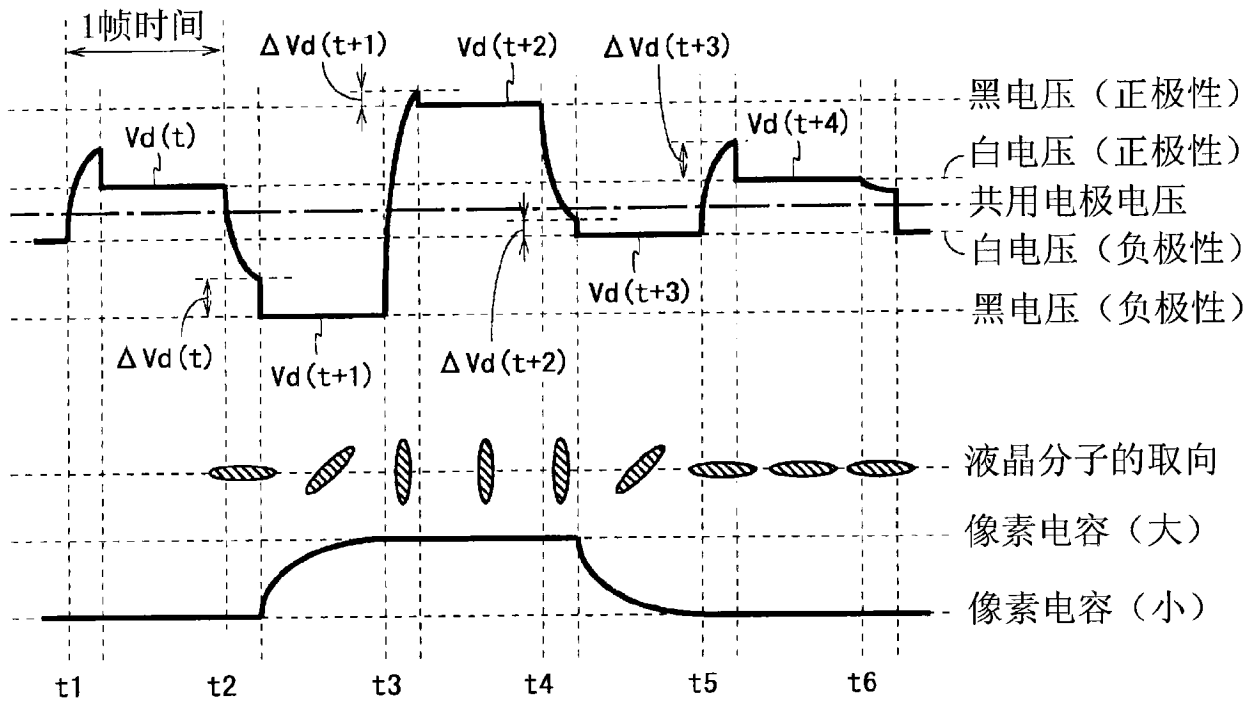 1帧时间
ΔVd(t+1)
Vd(t+2)
ΔVd(t+3)
黑电压（正极性）
Vd(t)
Vd(t+4)
白电压（正极性）
共用电极电压
白电压（负极性）
Vd(t+3)
黑电压（负极性）
ΔVd(t)
Vd(t+1)
ΔVd(t+2)
液晶分子的取向
像素电容（大）
像素电容（小）
t1 t2 t3 t4 t5 t6